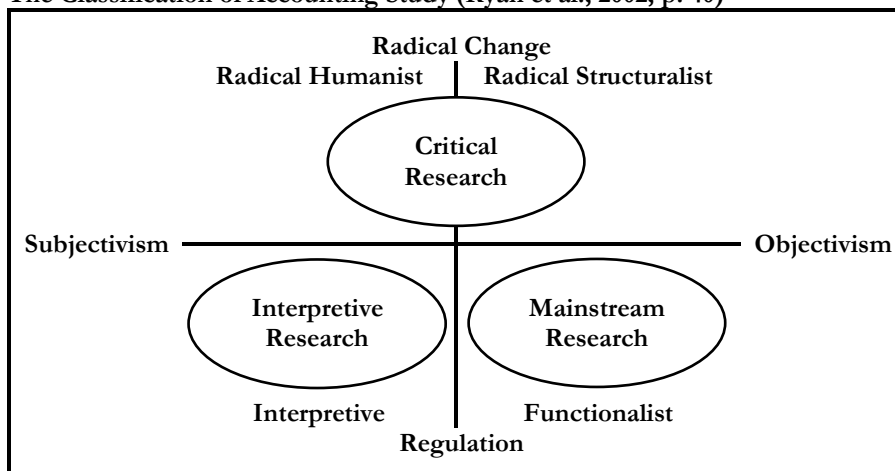 The Classification of Accounting Study (Ryan et al., 2002, p. 40)
Radical Change
Radical Humanist Radical Structuralist
Critical
Research
Subjectivism Objectivism
Interpretive
Research
Mainstream
Research
Interpretive Functionalist
Regulation